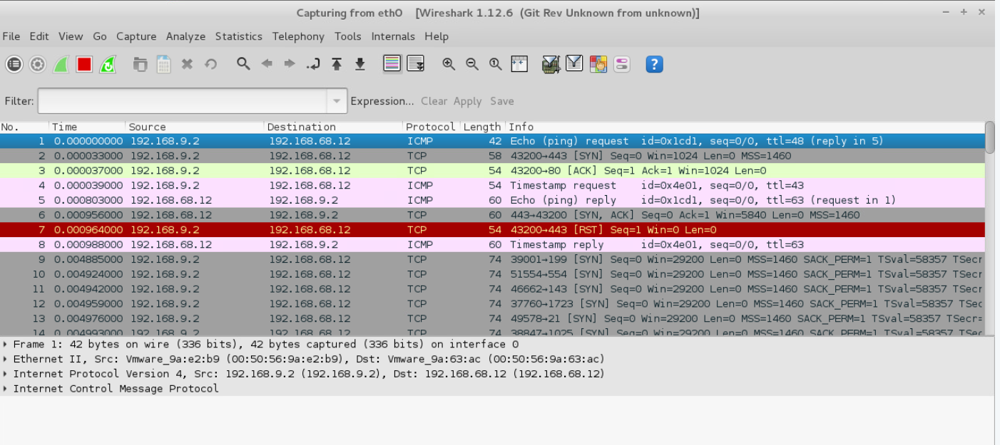 Capturing from eth0 [Wireshark 1.12.6 (Git Rev Unknown from unknown)]
File Edit View Go Capture Analyze Statistics Telephony Tools Internals Help
Filter: Expression... Clear Apply Save
No. Time Source Destination Protocol Length Info
1 0.000000000 192.168.9.2 192.168.68.12 ICMP 42 Echo (ping) request id=0x1cd1, seq=0/0, ttl=48 (reply in 5)
2 0.000033000 192.168.9.2 192.168.68.12 TCP 58 43200→443 [SYN] Seq=0 Win=1024 Len=0 MSS=1460
3 0.000037000 192.168.9.2 192.168.68.12 TCP 54 43200→80 [ACK] Seq=1 Ack=1 Win=1024 Len=0
4 0.000039000 192.168.9.2 192.168.68.12 ICMP 54 Timestamp request id=0x4e01, seq=0/0, ttl=43
5 0.000803000 192.168.68.12 192.168.9.2 ICMP 60 Echo (ping) reply id=0x1cd1, seq=0/0, ttl=63 (request in 1)
6 0.000956000 192.168.68.12 192.168.9.2 TCP 60 443→43200 [SYN, ACK] Seq=0 Ack=1 Win=5840 Len=0 MSS=1460
7 0.000964000 192.168.9.2 192.168.68.12 TCP 54 43200→443 [RST] Seq=1 Win=0 Len=0
8 0.000988000 192.168.68.12 192.168.9.2 ICMP 60 Timestamp reply id=0x4e01, seq=0/0, ttl=63
9 0.004885000 192.168.9.2 192.168.68.12 TCP 74 39001→199 [SYN] Seq=0 Win=29200 Len=0 MSS=1460 SACK_PERM=1 TSval=58357 TSecr
10 0.004924000 192.168.9.2 192.168.68.12 TCP 74 51554→554 [SYN] Seq=0 Win=29200 Len=0 MSS=1460 SACK_PERM=1 TSval=58357 TSecr
11 0.004942000 192.168.9.2 192.168.68.12 TCP 74 46662→143 [SYN] Seq=0 Win=29200 Len=0 MSS=1460 SACK_PERM=1 TSval=58357 TSecr
12 0.004959000 192.168.9.2 192.168.68.12 TCP 74 37760→1723 [SYN] Seq=0 Win=29200 Len=0 MSS=1460 SACK_PERM=1 TSval=58357 TSec
13 0.004976000 192.168.9.2 192.168.68.12 TCP 74 49578→21 [SYN] Seq=0 Win=29200 Len=0 MSS=1460 SACK_PERM=1 TSval=58357 TSecr=
14 0.004993000 192.168.9.2 192.168.68.12 TCP 74 38847→1025 [SYN] Seq=0 Win=29200 Len=0 MSS=1460 SACK_PERM=1 TSval=58357 TSec
Frame 1: 42 bytes on wire (336 bits), 42 bytes captured (336 bits) on interface 0
Ethernet II, Src: Vmware_9a:e2:b9 (00:50:56:9a:e2:b9), Dst: Vmware_9a:63:ac (00:50:56:9a:63:ac)
Internet Protocol Version 4, Src: 192.168.9.2 (192.168.9.2), Dst: 192.168.68.12 (192.168.68.12)
Internet Control Message Protocol